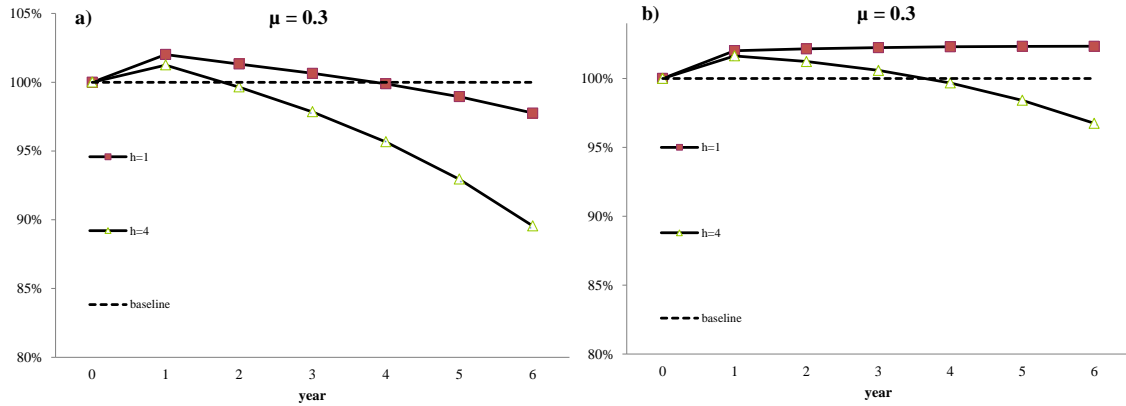 a)
μ = 0.3
105%
100%
95%
90%
85%
80%
h=1
h=4
baseline
0 1 2 3 4 5 6
year
b)
μ = 0.3
100%
95%
90%
85%
80%
h=1
h=4
baseline
0 1 2 3 4 5 6
year